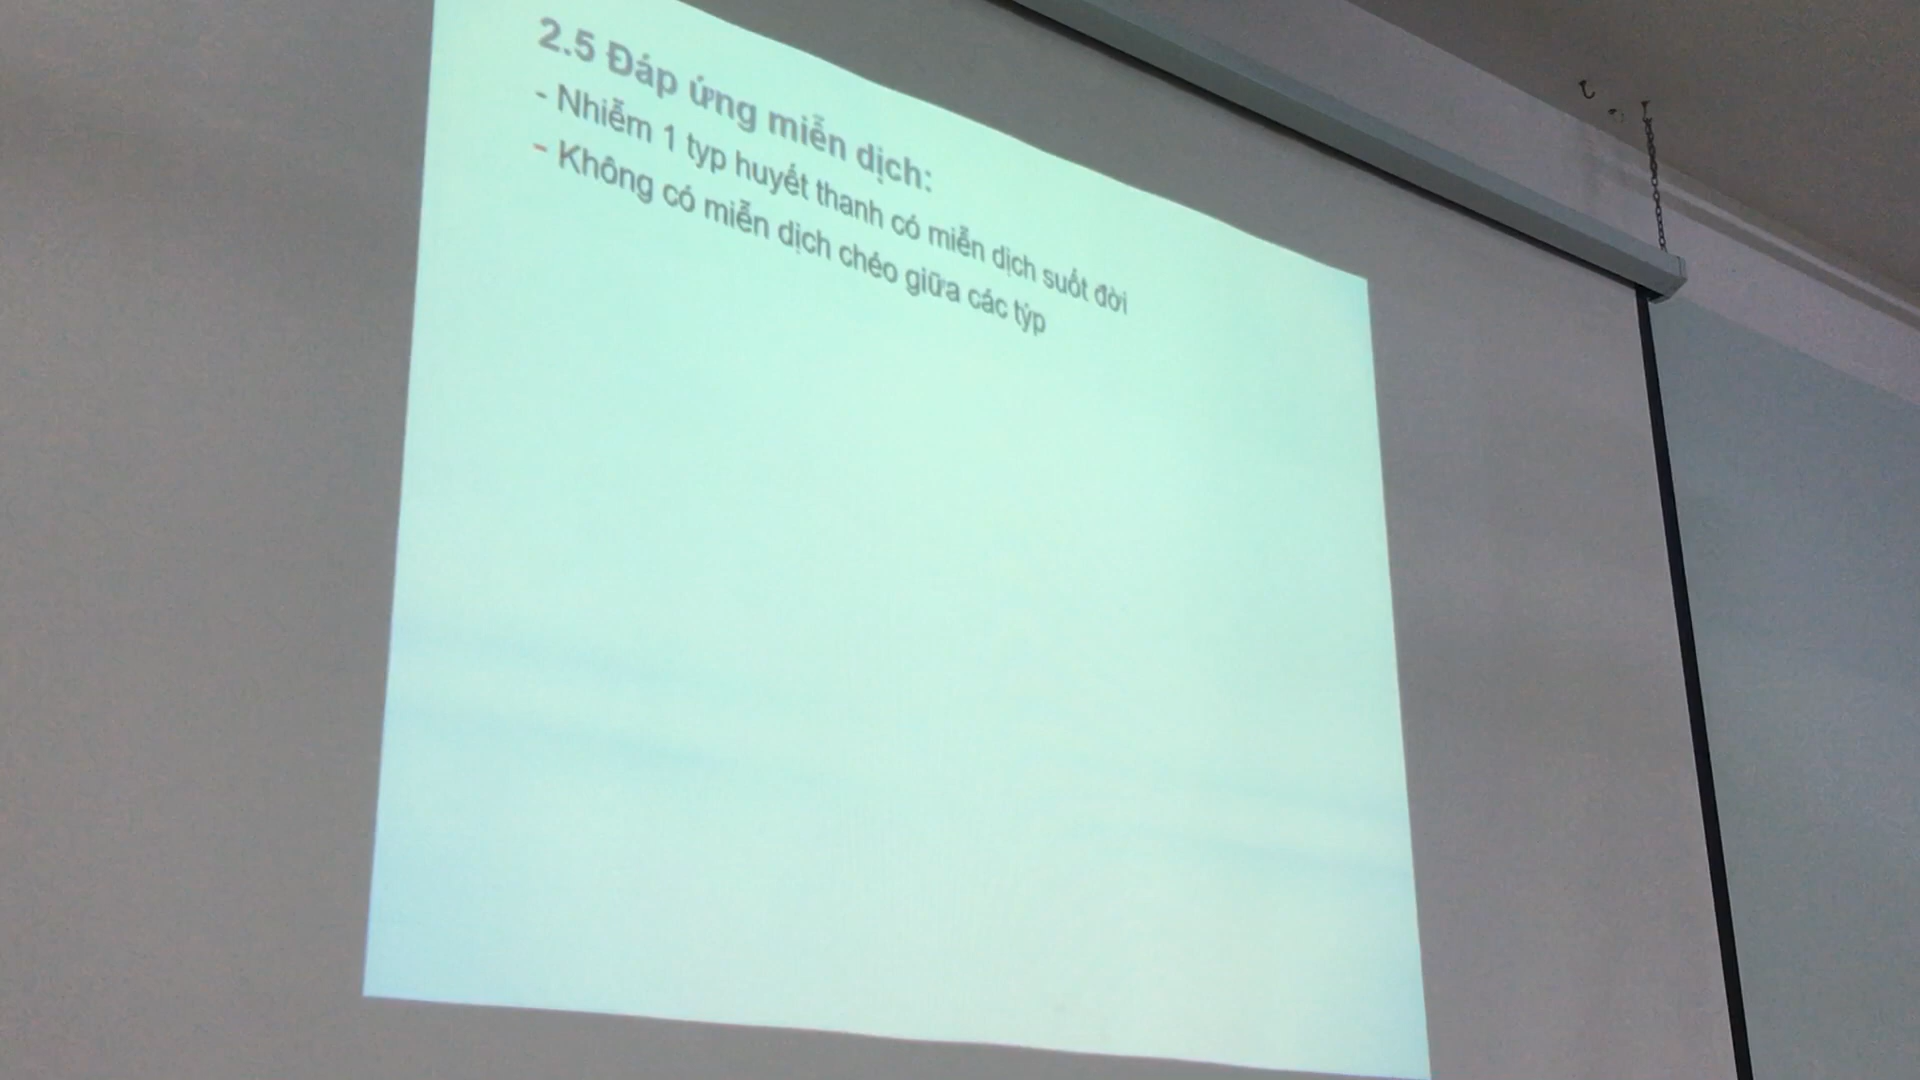 2.5 Đáp ứng miễn dịch:
- Nhiễm 1 typ huyết thanh có miễn dịch suốt đời
- Không có miễn dịch chéo giữa các týp